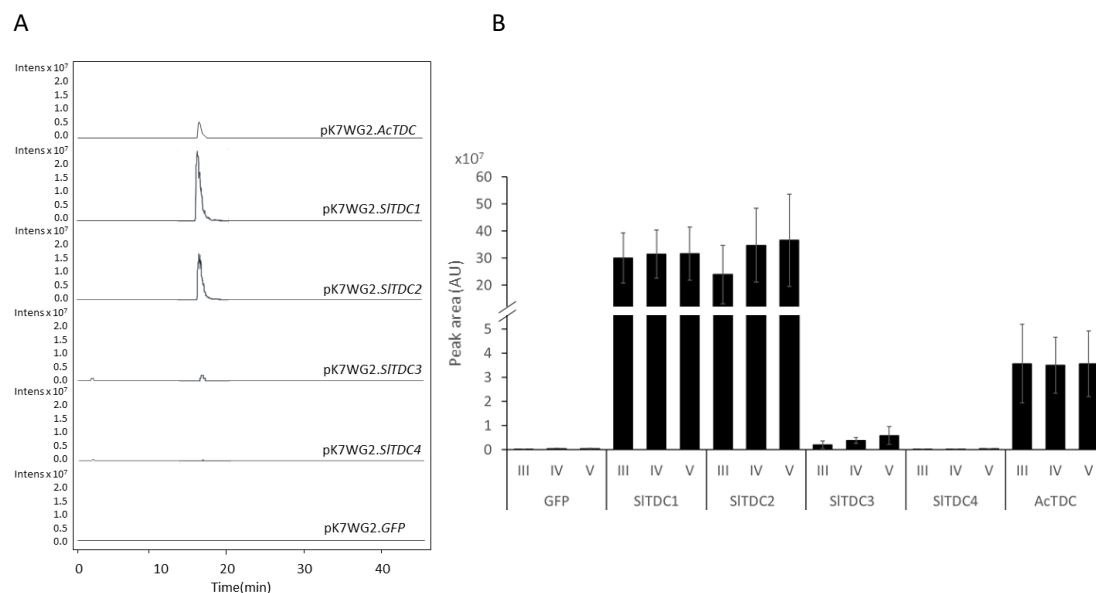 A
Intens x 10⁷
2.0
1.5
1.0
0.5
0.0
pK7WG2.AcTDC
Intens x 10⁷
2.0
1.5
1.0
0.5
0.0
pK7WG2.SlTDC1
Intens x 10⁷
2.0
1.5
1.0
0.5
0.0
pK7WG2.SlTDC2
Intens x 10⁷
2.0
1.5
1.0
0.5
0.0
pK7WG2.SlTDC3
Intens x 10⁷
2.0
1.5
1.0
0.5
0.0
pK7WG2.SlTDC4
Intens x 10⁷
2.0
1.5
1.0
0.5
0.0
pK7WG2.GFP
0 10 20 30 40
Time(min)
B
x10⁷
Peak area (AU)
60
50
40
30
20
5
4
3
2
1
0
III IV V III IV V III IV V III IV V III IV V III IV V
GFP SlTDC1 SlTDC2 SlTDC3 SlTDC4 AcTDC